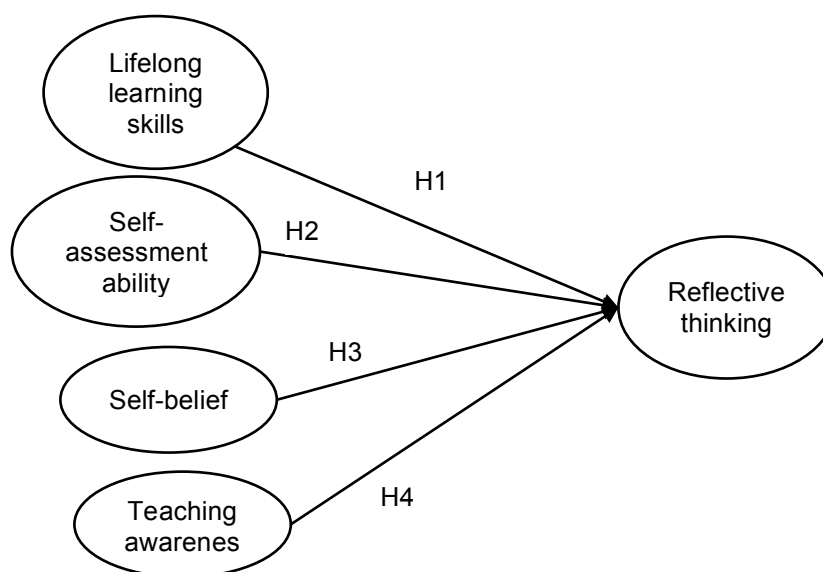 Lifelong
learning
skills
H1
Self-
assessment
ability
H2
Reflective
thinking
H3
Self-belief
H4
Teaching
awarenes